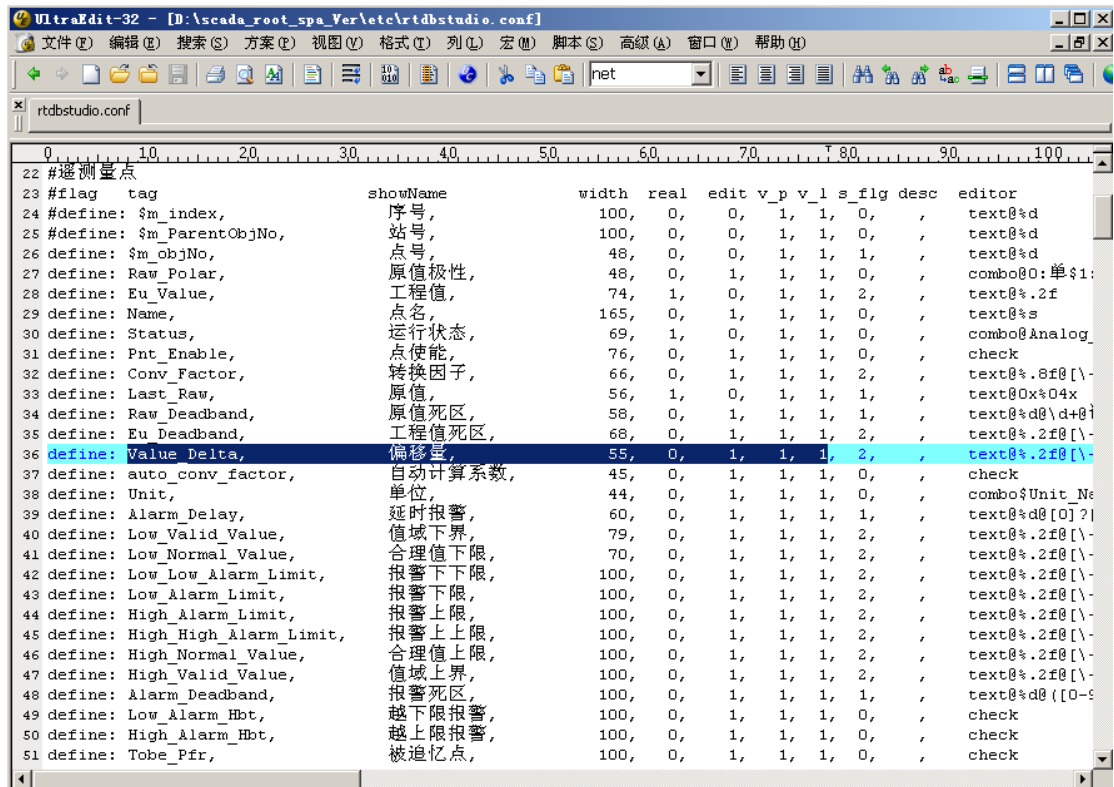 UltraEdit-32 - [D:\scada_root_spa_Ver\etc\rtdbstudio.conf]
文件(F) 编辑(E) 搜索(S) 方案(P) 视图(V) 格式(T) 列(L) 宏(M) 脚本(S) 高级(A) 窗口(W) 帮助(H)
net
rtdbstudio.conf
0 10 20 30 40 50 60 70 80 90 100
22 #遥测量点
23 #flag tag showName width real edit v_p v_l s_flg desc editor
24 #define: $m_index, 序号, 100, 0, 0, 1, 1, 0, , text@%d
25 #define: $m_ParentObjNo, 站号, 100, 0, 0, 1, 1, 0, , text@%d
26 define: $m_objNo, 点号, 48, 0, 0, 1, 1, 1, , text@%d
27 define: Raw_Polar, 原值极性, 48, 0, 1, 1, 1, 0, , combo@0:单$1:
28 define: Eu_Value, 工程值, 74, 1, 0, 1, 1, 2, , text@%.2f
29 define: Name, 点名, 165, 0, 1, 1, 1, 0, , text@%s
30 define: Status, 运行状态, 69, 1, 0, 1, 1, 0, , combo@Analog_
31 define: Pnt_Enable, 点使能, 76, 0, 1, 1, 1, 0, , check
32 define: Conv_Factor, 转换因子, 66, 0, 1, 1, 1, 2, , text@%.8f@[\-
33 define: Last_Raw, 原值, 56, 1, 0, 1, 1, 1, , text@0x%04x
34 define: Raw_Deadband, 原值死区, 58, 0, 1, 1, 1, 1, , text@%d@\d+@
35 define: Eu_Deadband, 工程值死区, 68, 0, 1, 1, 1, 2, , text@%.2f@[\-
36 define: Value_Delta, 偏移量, 55, 0, 1, 1, 1, 2, , text@%.2f@[\-
37 define: auto_conv_factor, 自动计算系数, 45, 0, 1, 1, 1, 0, , check
38 define: Unit, 单位, 44, 0, 1, 1, 1, 0, , combo$Unit_Na
39 define: Alarm_Delay, 延时报警, 60, 0, 1, 1, 1, 1, , text@%d@[0]?|
40 define: Low_Valid_Value, 值域下界, 79, 0, 1, 1, 1, 2, , text@%.2f@[\-
41 define: Low_Normal_Value, 合理值下限, 70, 0, 1, 1, 1, 2, , text@%.2f@[\-
42 define: Low_Low_Alarm_Limit, 报警下下限, 100, 0, 1, 1, 1, 2, , text@%.2f@[\-
43 define: Low_Alarm_Limit, 报警下限, 100, 0, 1, 1, 1, 2, , text@%.2f@[\-
44 define: High_Alarm_Limit, 报警上限, 100, 0, 1, 1, 1, 2, , text@%.2f@[\-
45 define: High_High_Alarm_Limit, 报警上上限, 100, 0, 1, 1, 1, 2, , text@%.2f@[\-
46 define: High_Normal_Value, 合理值上限, 100, 0, 1, 1, 1, 2, , text@%.2f@[\-
47 define: High_Valid_Value, 值域上界, 100, 0, 1, 1, 1, 2, , text@%.2f@[\-
48 define: Alarm_Deadband, 报警死区, 100, 0, 1, 1, 1, 1, , text@%d@([0-9
49 define: Low_Alarm_Hbt, 越下限报警, 100, 0, 1, 1, 1, 0, , check
50 define: High_Alarm_Hbt, 越上限报警, 100, 0, 1, 1, 1, 0, , check
51 define: Tobe_Pfr, 被追忆点, 100, 0, 1, 1, 1, 0, , check